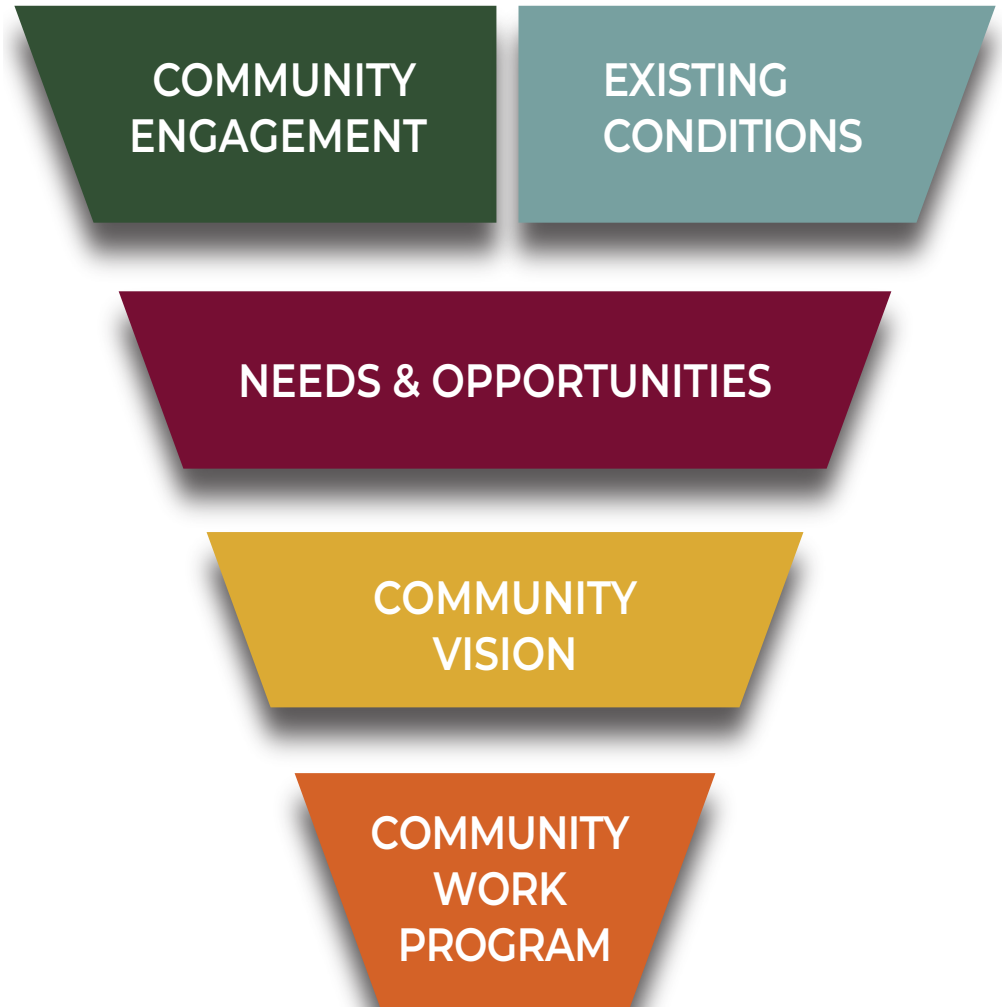 COMMUNITY
ENGAGEMENT
EXISTING
CONDITIONS
NEEDS & OPPORTUNITIES
COMMUNITY
VISION
COMMUNITY
WORK
PROGRAM